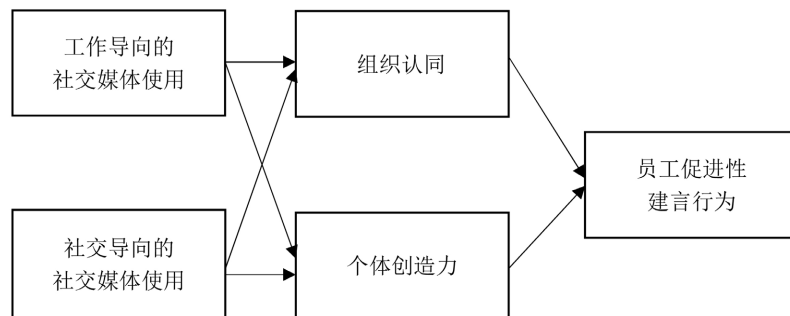 工作导向的
社交媒体使用
组织认同
员工促进性
建言行为
社交导向的
社交媒体使用
个体创造力